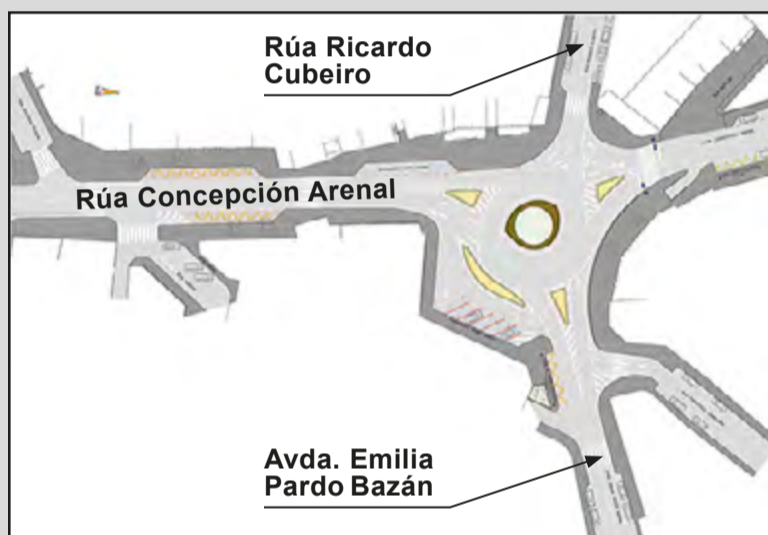 Rúa Ricardo
Cubeiro
Rúa Concepción Arenal
Avda. Emilia
Pardo Bazán